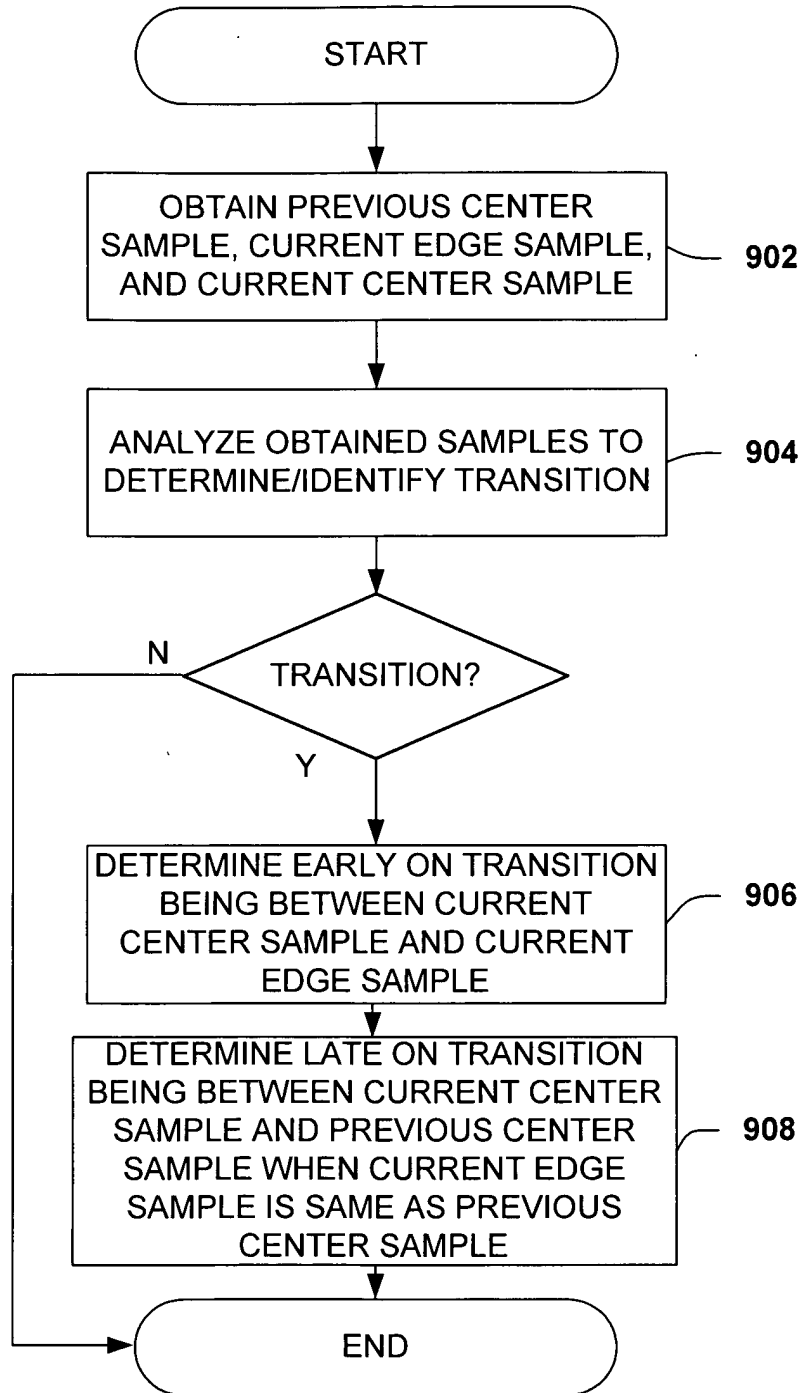 START
OBTAIN PREVIOUS CENTER
SAMPLE, CURRENT EDGE SAMPLE,
AND CURRENT CENTER SAMPLE
902
ANALYZE OBTAINED SAMPLES TO
DETERMINE/IDENTIFY TRANSITION
904
TRANSITION?
N
Y
DETERMINE EARLY ON TRANSITION
BEING BETWEEN CURRENT
CENTER SAMPLE AND CURRENT
EDGE SAMPLE
906
DETERMINE LATE ON TRANSITION
BEING BETWEEN CURRENT CENTER
SAMPLE AND PREVIOUS CENTER
SAMPLE WHEN CURRENT EDGE
SAMPLE IS SAME AS PREVIOUS
CENTER SAMPLE
908
END